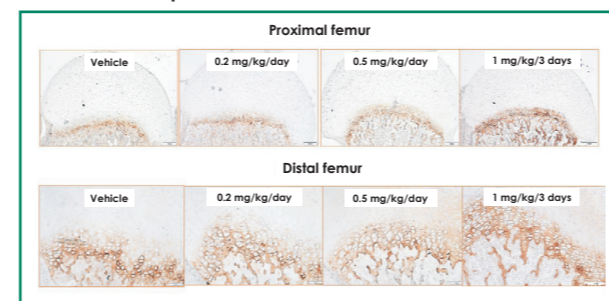 Proximal femur
Vehicle
0.2 mg/kg/day
0.5 mg/kg/day
1 mg/kg/3 days
Distal femur
Vehicle
0.2 mg/kg/day
0.5 mg/kg/day
1 mg/kg/3 days